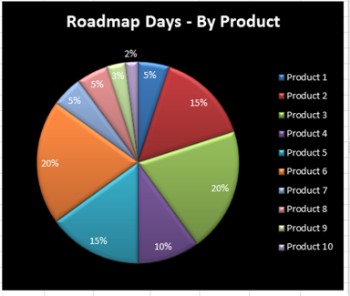 Roadmap Days - By Product
2%
3%
5%
5%
5%
15%
20%
20%
15%
10%
Product 1
Product 2
Product 3
Product 4
Product 5
Product 6
Product 7
Product 8
Product 9
Product 10